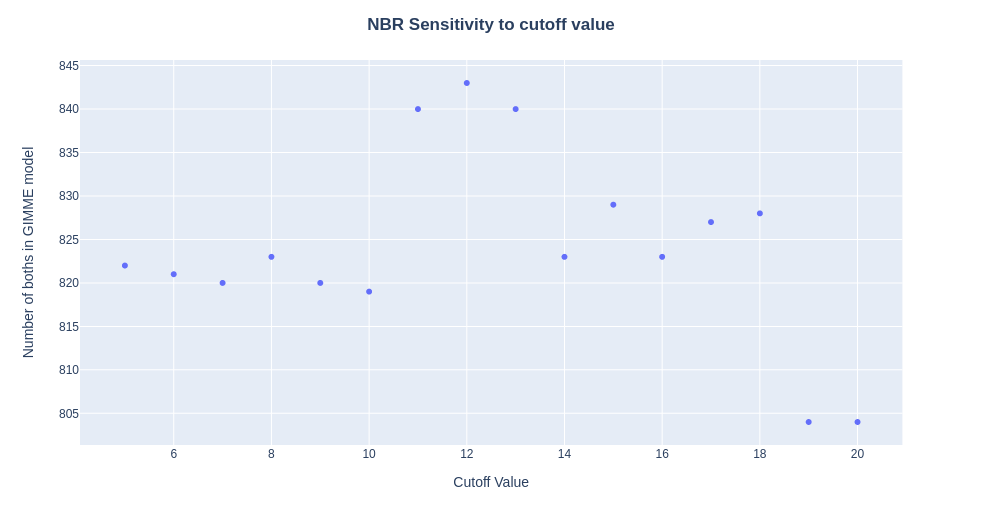 NBR Sensitivity to cutoff value
845
840
835
830
825
820
815
810
805
Number of boths in GIMME model
6 8 10 12 14 16 18 20
Cutoff Value